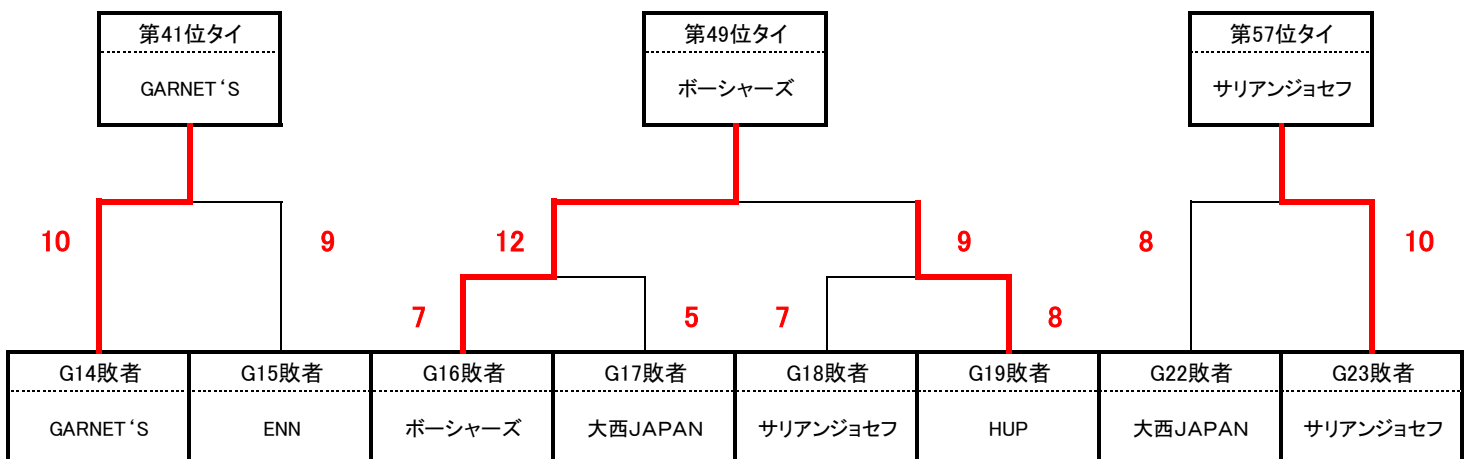 第41位タイ
GARNET‘S
第49位タイ
ボーシャーズ
第57位タイ
サリアンジョセフ
10
9
12
9
8
10
7
5
7
8
G14敗者
G15敗者
G16敗者
G17敗者
G18敗者
G19敗者
G22敗者
G23敗者
GARNET‘S
ENN
ボーシャーズ
大西JAPAN
サリアンジョセフ
HUP
大西JAPAN
サリアンジョセフ